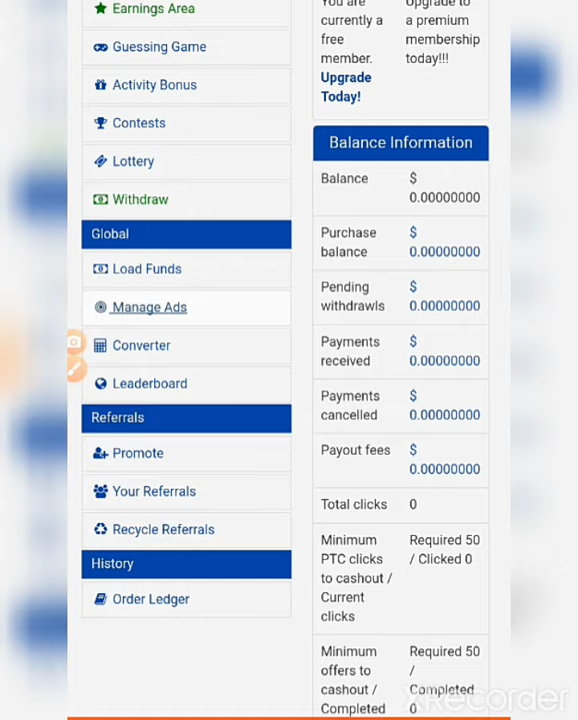 Earnings Area
Guessing Game
Activity Bonus
Contests
Lottery
Withdraw
Global
Load Funds
Manage Ads
Converter
Leaderboard
Referrals
Promote
Your Referrals
Recycle Referrals
History
Order Ledger
You are
currently a
free
member.
Upgrade
Today!
Upgrade to
a premium
membership
today!!!
Balance Information
Balance
$
0.00000000
Purchase
balance
$
0.00000000
Pending
withdrawls
$
0.00000000
Payments
received
$
0.00000000
Payments
cancelled
$
0.00000000
Payout fees
$
0.00000000
Total clicks
0
Minimum
PTC clicks
to cashout /
Current
clicks
Required 50
/ Clicked 0
Minimum
offers to
cashout /
Completed
Required 50
/
Completed
0
XRecorder